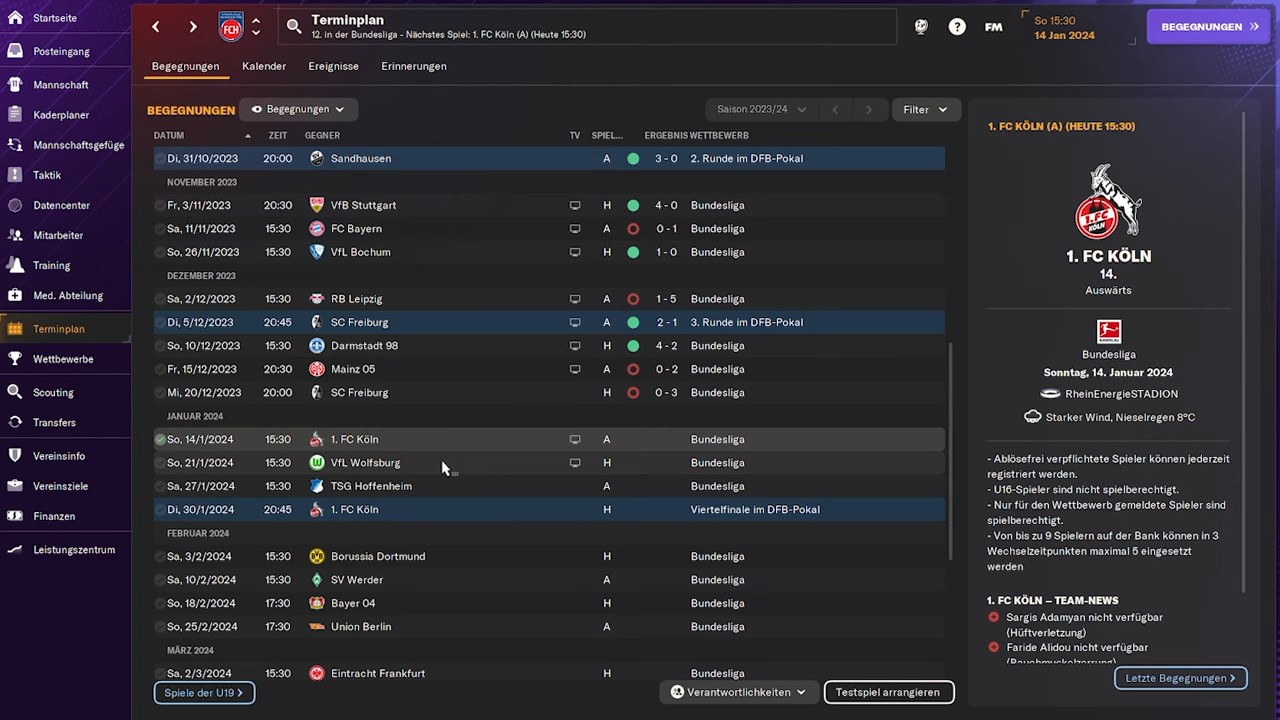 Startseite
Posteingang
Mannschaft
Kaderplaner
Mannschaftsgefüge
Taktik
Datencenter
Mitarbeiter
Training
Med. Abteilung
Terminplan
Wettbewerbe
Scouting
Transfers
Vereinsinfo
Vereinsziele
Finanzen
Leistungszentrum
FCH
Terminplan
12. in der Bundesliga - Nächstes Spiel: 1. FC Köln (A) (Heute 15:30)
? FM
So 15:30
14 Jan 2024
BEGEGNUNGEN
Begegnungen Kalender Ereignisse Erinnerungen
BEGEGNUNGEN Begegnungen Saison 2023/24 Filter
DATUM ZEIT GEGNER TV SPIEL... ERGEBNIS WETTBEWERB
Di, 31/10/2023 20:00 Sandhausen A 3 - 0 2. Runde im DFB-Pokal
NOVEMBER 2023
Fr, 3/11/2023 20:30 VfB Stuttgart H 4 - 0 Bundesliga
Sa, 11/11/2023 15:30 FC Bayern A 0 - 1 Bundesliga
So, 26/11/2023 15:30 VfL Bochum H 1 - 0 Bundesliga
DEZEMBER 2023
Sa, 2/12/2023 15:30 RB Leipzig A 1 - 5 Bundesliga
Di, 5/12/2023 20:45 SC Freiburg A 2 - 1 3. Runde im DFB-Pokal
So, 10/12/2023 15:30 Darmstadt 98 H 4 - 2 Bundesliga
Fr, 15/12/2023 20:30 Mainz 05 A 0 - 2 Bundesliga
Mi, 20/12/2023 20:00 SC Freiburg H 0 - 3 Bundesliga
JANUAR 2024
So, 14/1/2024 15:30 1. FC Köln A Bundesliga
So, 21/1/2024 15:30 VfL Wolfsburg H Bundesliga
Sa, 27/1/2024 15:30 TSG Hoffenheim A Bundesliga
Di, 30/1/2024 20:45 1. FC Köln H Viertelfinale im DFB-Pokal
FEBRUAR 2024
Sa, 3/2/2024 15:30 Borussia Dortmund H Bundesliga
Sa, 10/2/2024 15:30 SV Werder A Bundesliga
So, 18/2/2024 17:30 Bayer 04 H Bundesliga
So, 25/2/2024 17:30 Union Berlin A Bundesliga
MÄRZ 2024
Sa, 2/3/2024 15:30 Eintracht Frankfurt H Bundesliga
Spiele der U19 Verantwortlichkeiten Testspiel arrangieren
1. FC KÖLN (A) (HEUTE 15:30)
1. FC KÖLN
14.
Auswärts
Bundesliga
Sonntag, 14. Januar 2024
RheinEnergieSTADION
Starker Wind, Nieselregen 8°C
- Ablösefrei verpflichtete Spieler können jederzeit
registriert werden.
- U16-Spieler sind nicht spielberechtigt.
- Nur für den Wettbewerb gemeldete Spieler sind
spielberechtigt.
- Von bis zu 9 Spielern auf der Bank können in 3
Wechselzeitpunkten maximal 5 eingesetzt
werden
1. FC KÖLN – TEAM-NEWS
Sargis Adamyan nicht verfügbar
(Hüftverletzung)
Faride Alidou nicht verfügbar
(Bauchmuskelzerrung)
Letzte Begegnungen